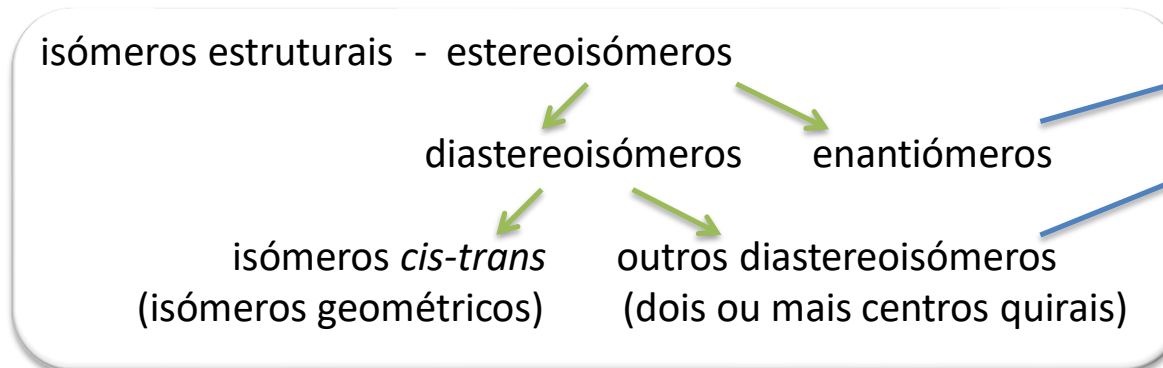 isómeros estruturais - estereoisómeros
diastereoisómeros enantiómeros
isómeros cis-trans outros diastereoisómeros
(isómeros geométricos) (dois ou mais centros quirais)